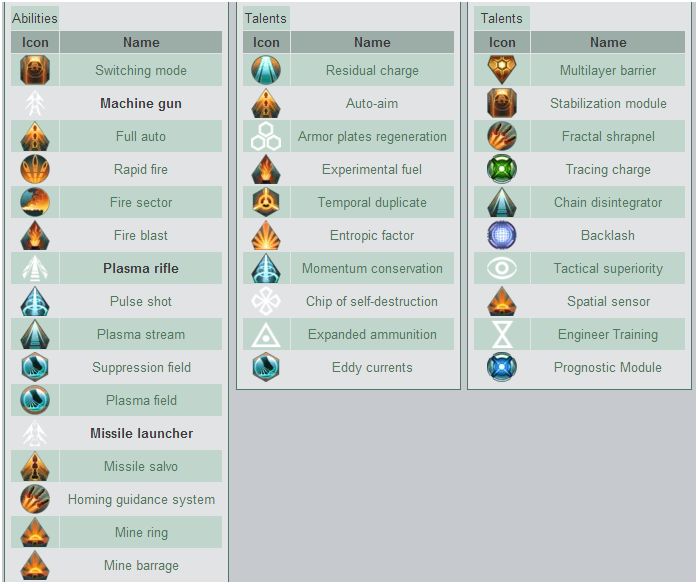 Abilities
Icon Name
Switching mode
Machine gun
Full auto
Rapid fire
Fire sector
Fire blast
Plasma rifle
Pulse shot
Plasma stream
Suppression field
Plasma field
Missile launcher
Missile salvo
Homing guidance system
Mine ring
Mine barrage
Talents
Icon Name
Residual charge
Auto-aim
Armor plates regeneration
Experimental fuel
Temporal duplicate
Entropic factor
Momentum conservation
Chip of self-destruction
Expanded ammunition
Eddy currents
Talents
Icon Name
Multilayer barrier
Stabilization module
Fractal shrapnel
Tracing charge
Chain disintegrator
Backlash
Tactical superiority
Spatial sensor
Engineer Training
Prognostic Module